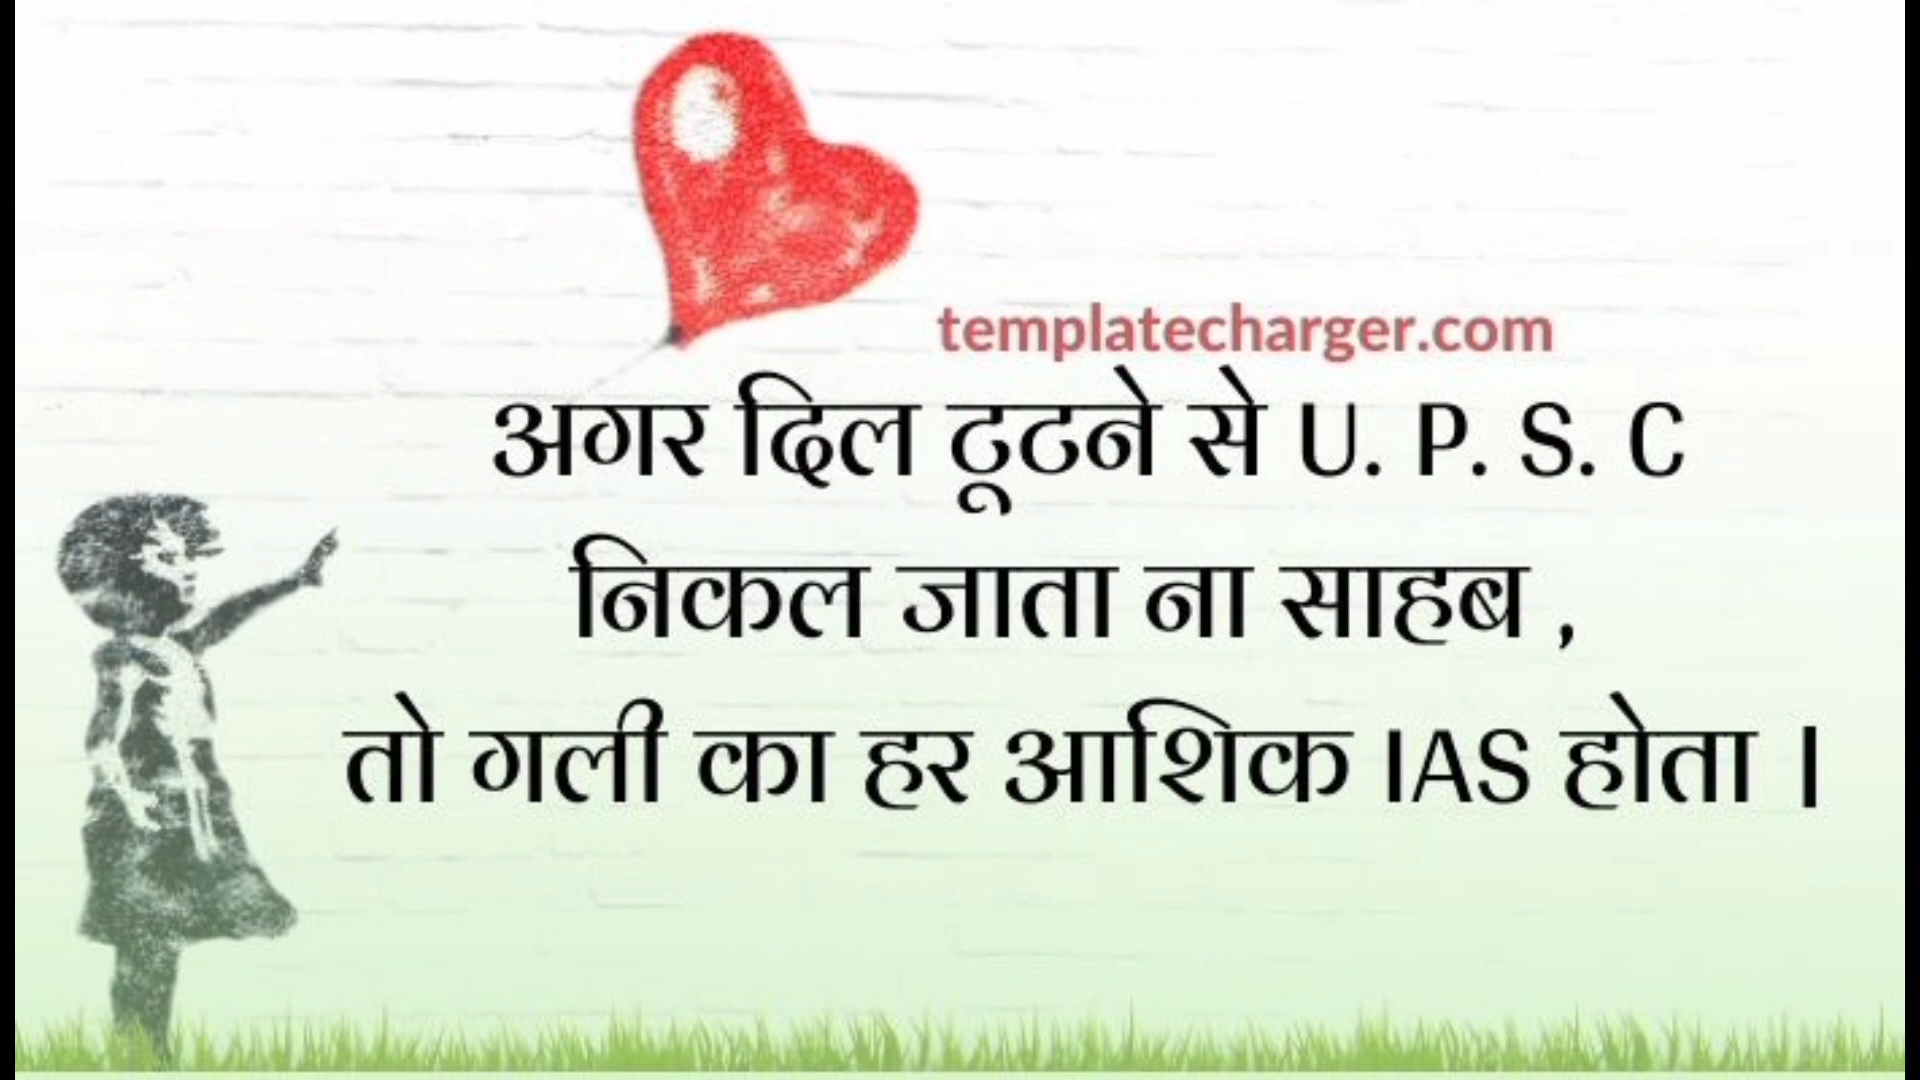 templatecharger.com
अगर दिल टूटने से U. P. S. C
निकल जाता ना साहब ,
तो गली का हर आशिक IAS होता ।